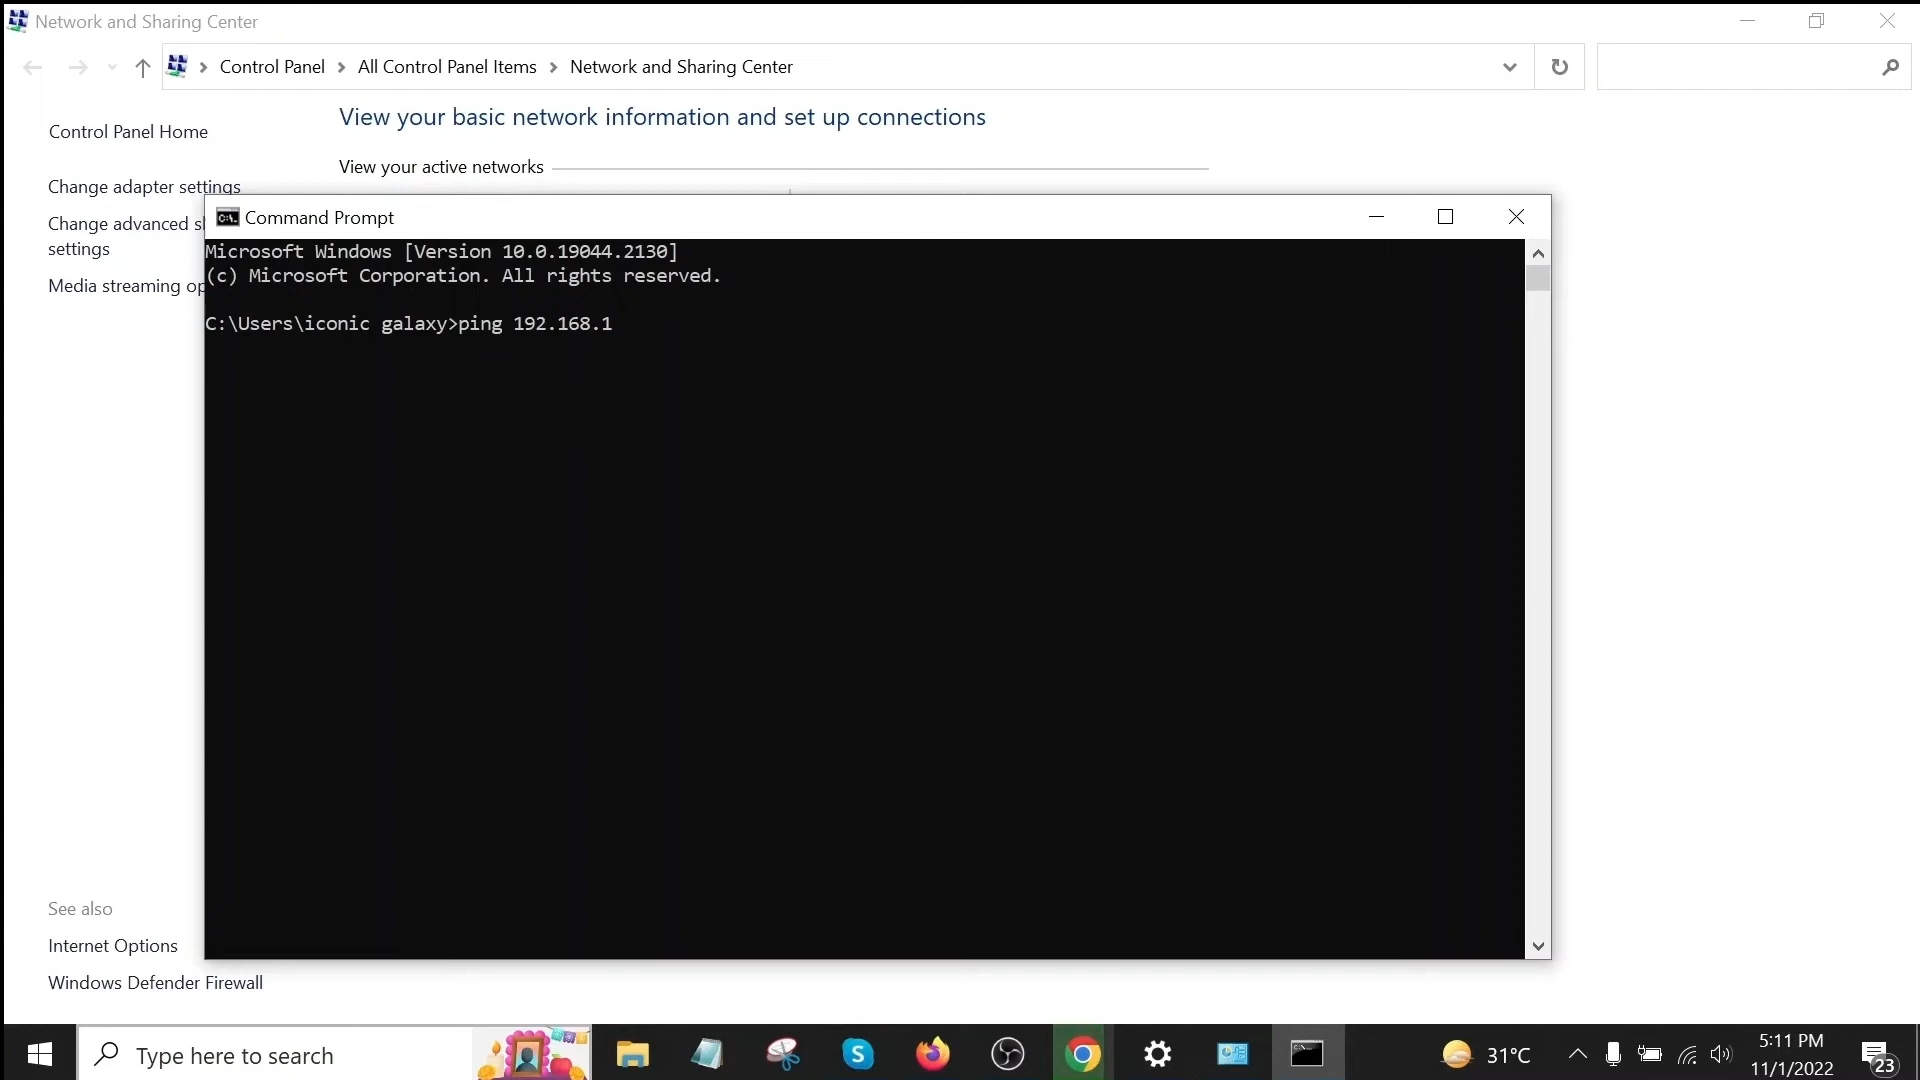 Network and Sharing Center
Control Panel > All Control Panel Items > Network and Sharing Center
Control Panel Home
View your basic network information and set up connections
View your active networks
Change adapter settings
Change advanced s
settings
Media streaming op
Command Prompt
Microsoft Windows [Version 10.0.19044.2130]
(c) Microsoft Corporation. All rights reserved.
C:\Users\iconic galaxy>ping 192.168.1
See also
Internet Options
Windows Defender Firewall
Type here to search
31°C
5:11 PM
11/1/2022
23